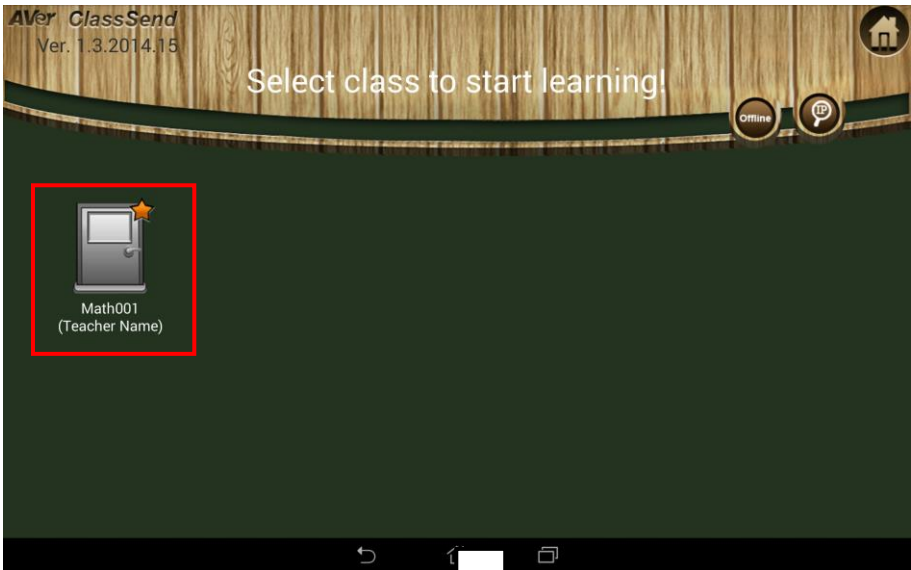 AVer ClassSend
Ver. 1.3.2014.15
Select class to start learning!
Offline
IP
Math001
(Teacher Name)